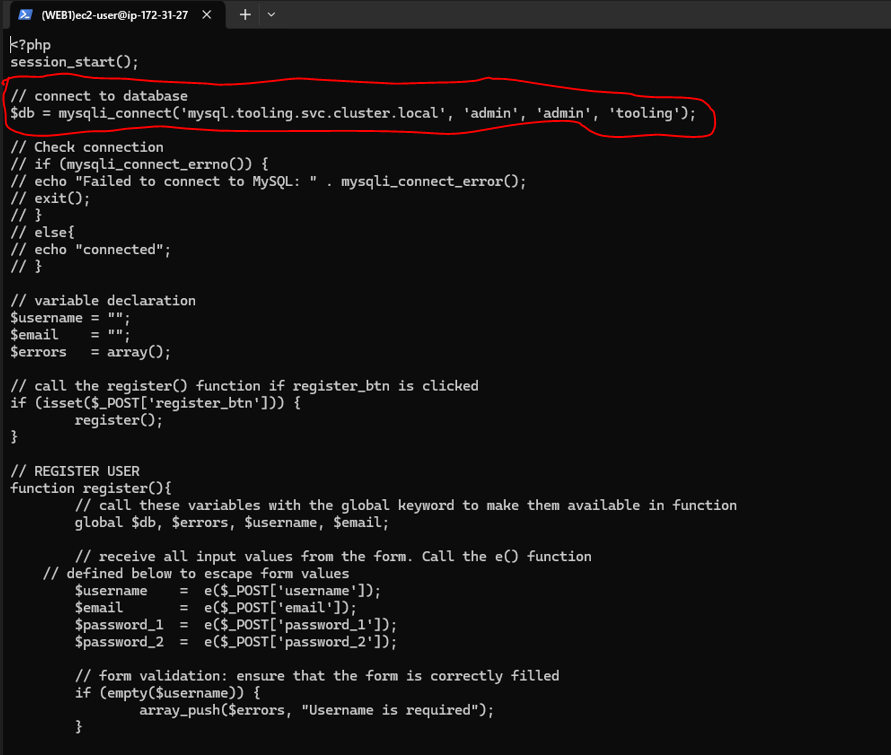 (WEB1)ec2-user@ip-172-31-27
<?php
session_start();
// connect to database
$db = mysqli_connect('mysql.tooling.svc.cluster.local', 'admin', 'admin', 'tooling');
// Check connection
// if (mysqli_connect_errno()) {
// echo "Failed to connect to MySQL: " . mysqli_connect_error();
// exit();
// }
// else{
// echo "connected";
// }
// variable declaration
$username = "";
$email    = "";
$errors   = array();
// call the register() function if register_btn is clicked
if (isset($_POST['register_btn'])) {
        register();
}
// REGISTER USER
function register(){
        // call these variables with the global keyword to make them available in function
        global $db, $errors, $username, $email;
        // receive all input values from the form. Call the e() function
    // defined below to escape form values
        $username    =  e($_POST['username']);
        $email       =  e($_POST['email']);
        $password_1  =  e($_POST['password_1']);
        $password_2  =  e($_POST['password_2']);
        // form validation: ensure that the form is correctly filled
        if (empty($username)) {
                array_push($errors, "Username is required");
        }